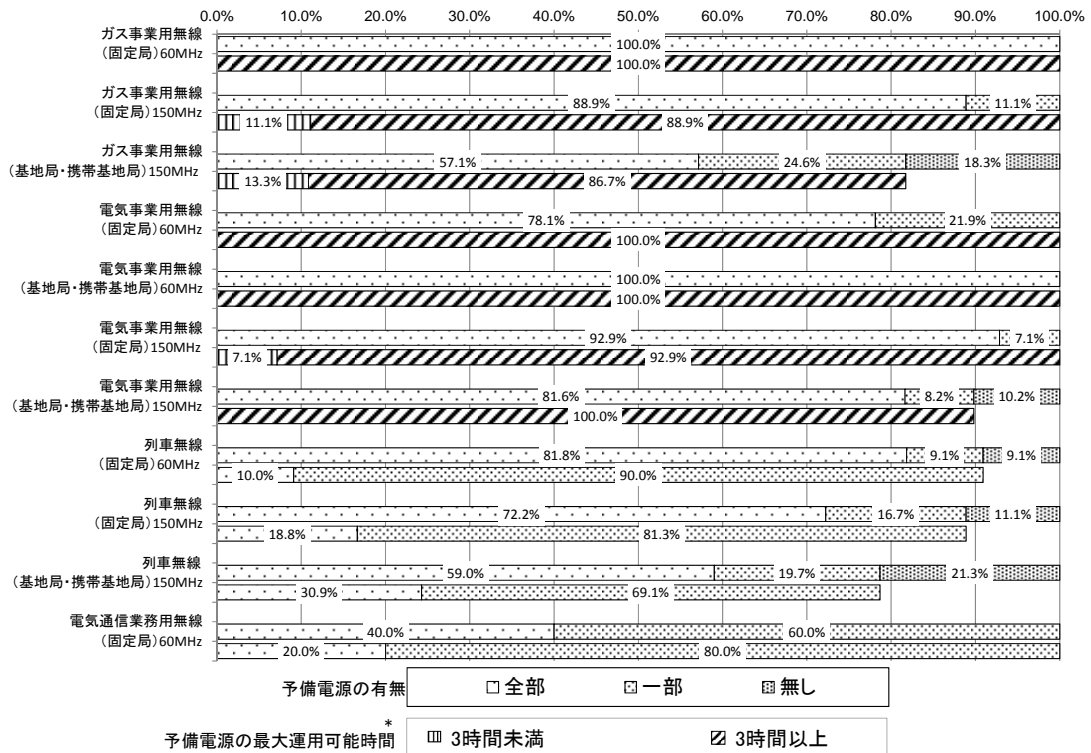 0.0% 10.0% 20.0% 30.0% 40.0% 50.0% 60.0% 70.0% 80.0% 90.0% 100.0%
ガス事業用無線
(固定局)60MHz
100.0%
100.0%
ガス事業用無線
(固定局)150MHz
88.9% 11.1%
11.1% 88.9%
ガス事業用無線
(基地局・携帯基地局)150MHz
57.1% 24.6% 18.3%
13.3% 86.7%
電気事業用無線
(固定局)60MHz
78.1% 21.9%
100.0%
電気事業用無線
(基地局・携帯基地局)60MHz
100.0%
100.0%
電気事業用無線
(固定局)150MHz
92.9% 7.1%
7.1% 92.9%
電気事業用無線
(基地局・携帯基地局)150MHz
81.6% 8.2% 10.2%
100.0%
列車無線
(固定局)60MHz
81.8% 9.1% 9.1%
10.0% 90.0%
列車無線
(固定局)150MHz
72.2% 16.7% 11.1%
18.8% 81.3%
列車無線
(基地局・携帯基地局)150MHz
59.0% 19.7% 21.3%
30.9% 69.1%
電気通信業務用無線
(固定局)60MHz
40.0% 60.0%
20.0% 80.0%
予備電源の有無 全部 一部 無し
*
予備電源の最大運用可能時間 3時間未満 3時間以上